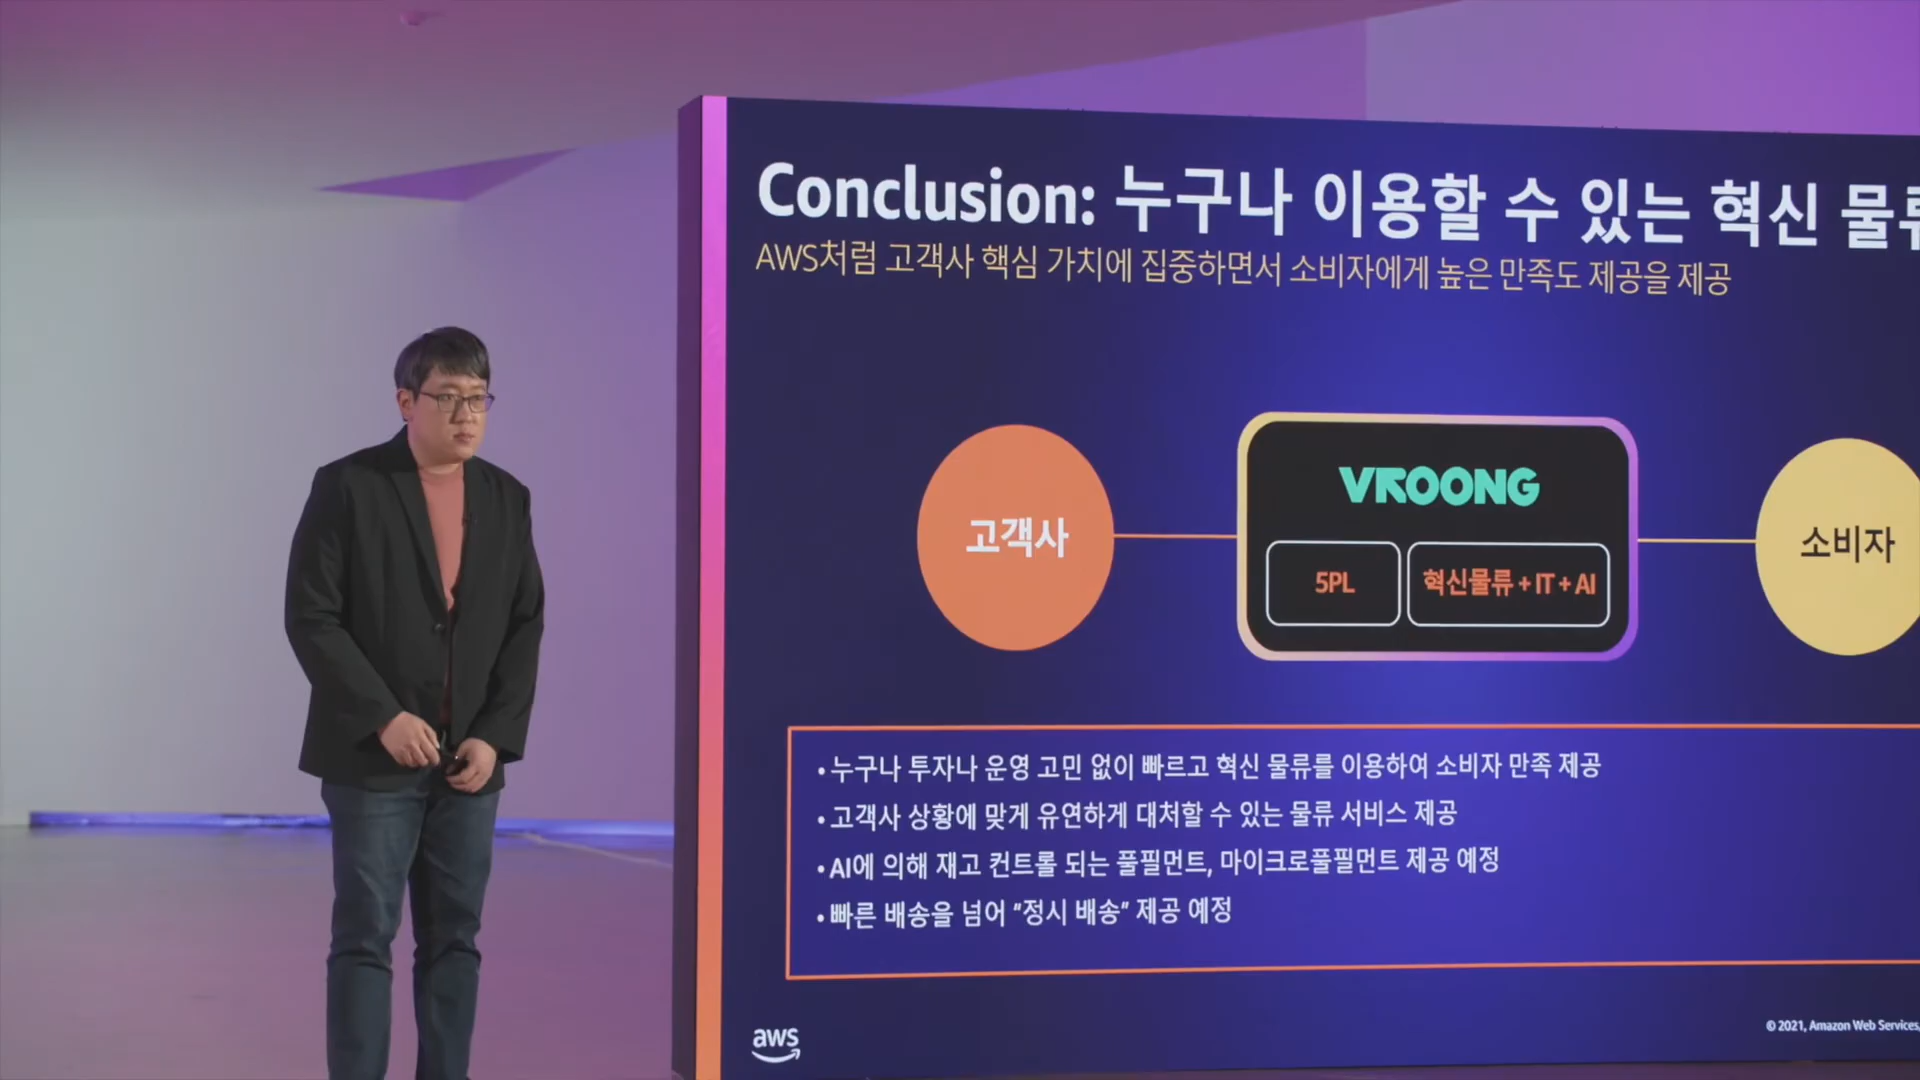 Conclusion: 누구나 이용할 수 있는 혁신 물류
AWS처럼 고객사 핵심 가치에 집중하면서 소비자에게 높은 만족도 제공을 제공
고객사
VROONG
5PL
혁신물류 + IT + AI
소비자
• 누구나 투자나 운영 고민 없이 빠르고 혁신 물류를 이용하여 소비자 만족 제공
• 고객사 상황에 맞게 유연하게 대처할 수 있는 물류 서비스 제공
• AI에 의해 재고 컨트롤 되는 풀필먼트, 마이크로풀필먼트 제공 예정
• 빠른 배송을 넘어 “정시 배송” 제공 예정
aws
© 2021, Amazon Web Services,